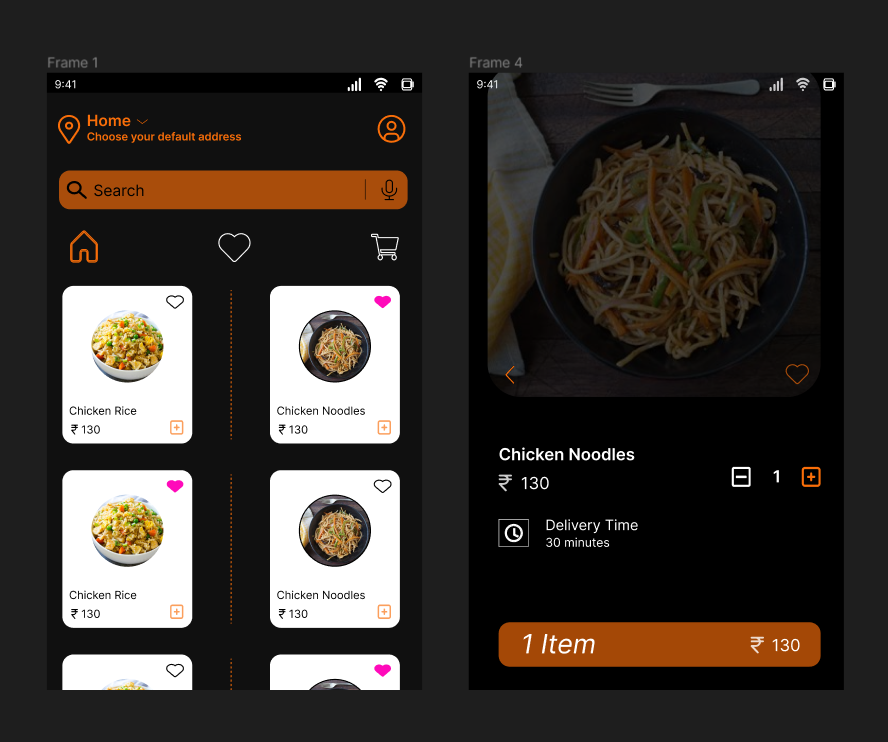 Frame 1
9:41
Home
Choose your default address
Search
Chicken Rice
₹ 130
Chicken Noodles
₹ 130
Chicken Rice
₹ 130
Chicken Noodles
₹ 130
Frame 4
9:41
Chicken Noodles
₹ 130
1
Delivery Time
30 minutes
1 Item
₹ 130